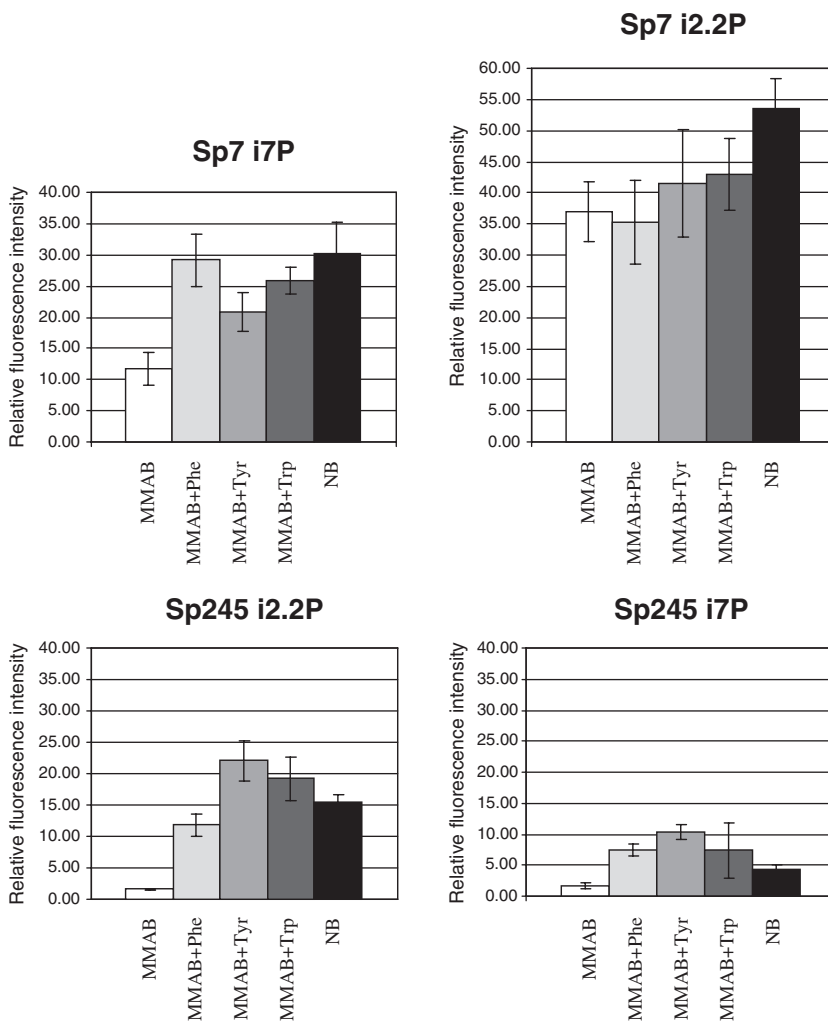 Sp7 i7P
Relative fluorescence intensity
40.00
35.00
30.00
25.00
20.00
15.00
10.00
5.00
0.00
MMAB
MMAB+Phe
MMAB+Tyr
MMAB+Trp
NB
Sp7 i2.2P
Relative fluorescence intensity
60.00
55.00
50.00
45.00
40.00
35.00
30.00
25.00
20.00
15.00
10.00
5.00
0.00
MMAB
MMAB+Phe
MMAB+Tyr
MMAB+Trp
NB
Sp245 i2.2P
Relative fluorescence intensity
40.00
35.00
30.00
25.00
20.00
15.00
10.00
5.00
0.00
MMAB
MMAB+Phe
MMAB+Tyr
MMAB+Trp
NB
Sp245 i7P
Relative fluorescence intensity
40.00
35.00
30.00
25.00
20.00
15.00
10.00
5.00
0.00
MMAB
MMAB+Phe
MMAB+Tyr
MMAB+Trp
NB